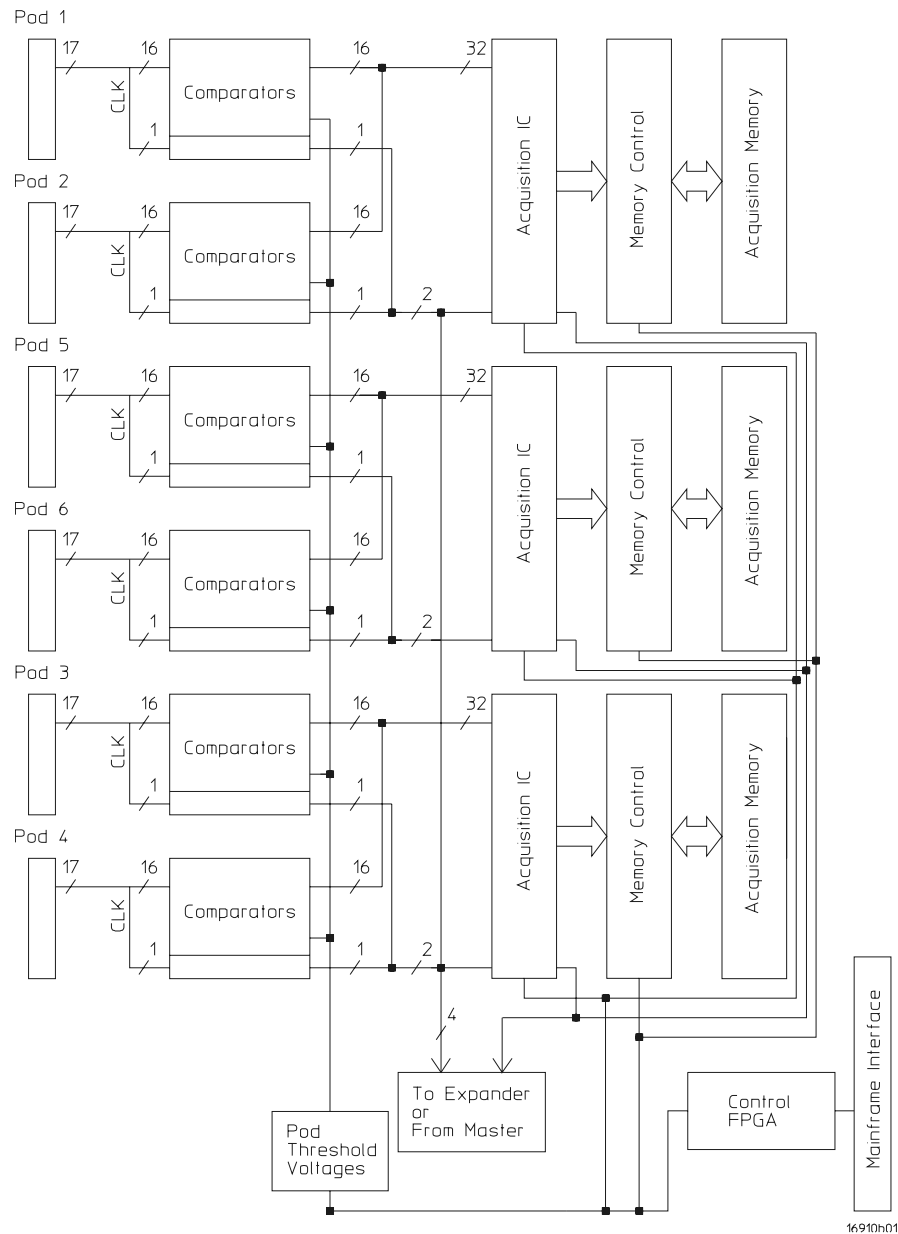 Pod 1
17
16
16
32
CLK
Comparators
1
1
Pod 2
17
16
16
CLK
Comparators
1
1
2
Acquisition IC
Memory Control
Acquisition Memory
Pod 5
17
16
16
32
CLK
Comparators
1
1
Pod 6
17
16
16
CLK
Comparators
1
1
2
Acquisition IC
Memory Control
Acquisition Memory
Pod 3
17
16
16
32
CLK
Comparators
1
1
Pod 4
17
16
16
CLK
Comparators
1
1
2
Acquisition IC
Memory Control
Acquisition Memory
4
To Expander
or
From Master
Pod
Threshold
Voltages
Control
FPGA
Mainframe Interface
16910b01